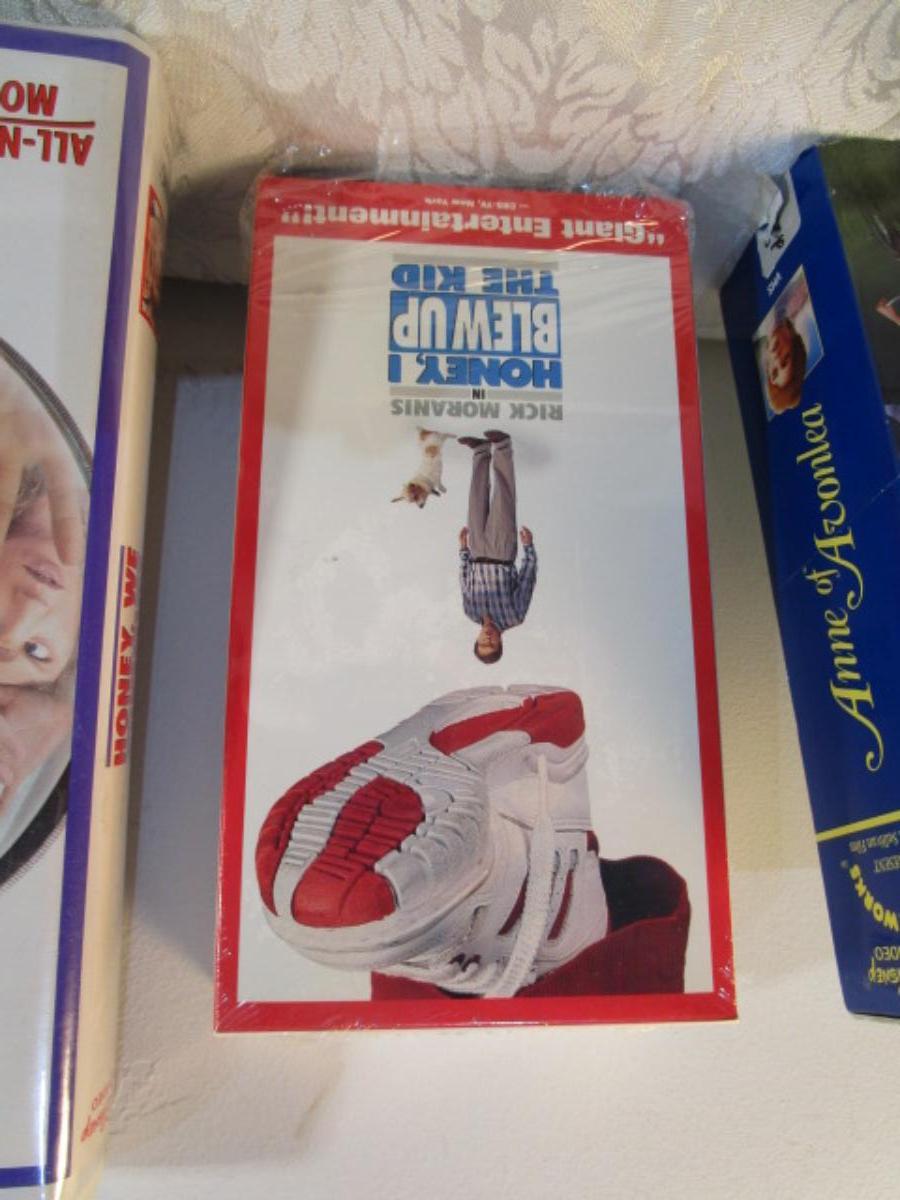 "Giant Entertainment!"
— CBS-TV, New York
RICK MORANIS
IN
HONEY, I
BLEW UP
THE KID
ALL-N
MO
HONEY, WE
Anne of Avonlea
WORKS